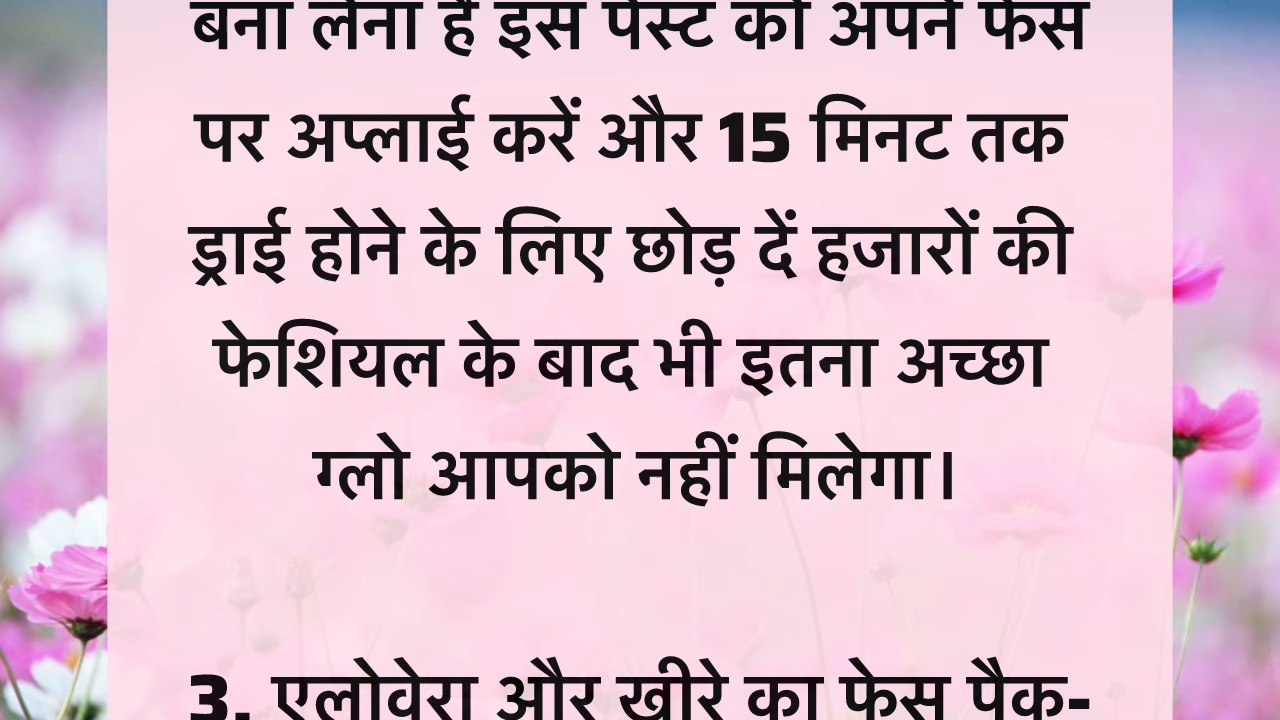 बना लेना है इस पेस्ट को अपने फेस
पर अप्लाई करें और 15 मिनट तक
ड्राई होने के लिए छोड़ दें हजारों की
फेशियल के बाद भी इतना अच्छा
ग्लो आपको नहीं मिलेगा।
3. एलोवेरा और खीरे का फेस पैक-